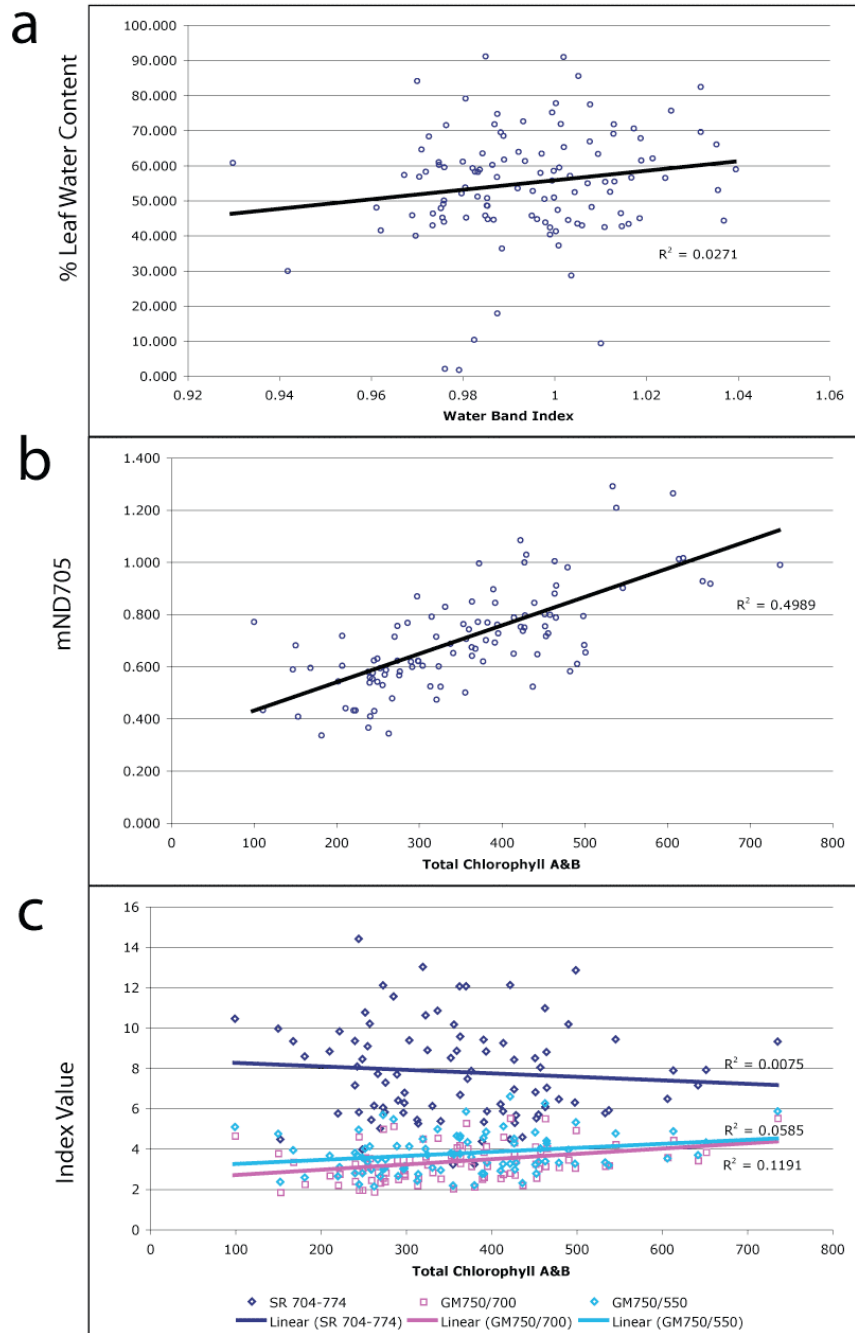 a
% Leaf Water Content
100.000
90.000
80.000
70.000
60.000
50.000
40.000
30.000
20.000
10.000
0.000
R² = 0.0271
0.92 0.94 0.96 0.98 1 1.02 1.04 1.06
Water Band Index
b
mND705
1.400
1.200
1.000
0.800
0.600
0.400
0.200
0.000
R² = 0.4989
0 100 200 300 400 500 600 700 800
Total Chlorophyll A&B
c
Index Value
16
14
12
10
8
6
4
2
0
R² = 0.0075
R² = 0.0585
R² = 0.1191
0 100 200 300 400 500 600 700 800
Total Chlorophyll A&B
SR 704-774 GM750/700 GM750/550
Linear (SR 704-774) Linear (GM750/700) Linear (GM750/550)